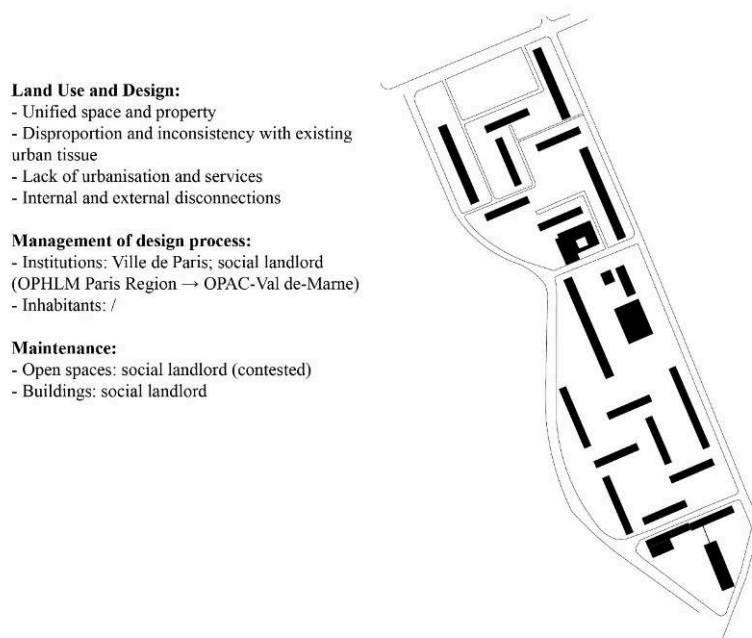 Land Use and Design:
- Unified space and property
- Disproportion and inconsistency with existing
urban tissue
- Lack of urbanisation and services
- Internal and external disconnections
Management of design process:
- Institutions: Ville de Paris; social landlord
(OPHLM Paris Region → OPAC-Val de-Marne)
- Inhabitants: /
Maintenance:
- Open spaces: social landlord (contested)
- Buildings: social landlord